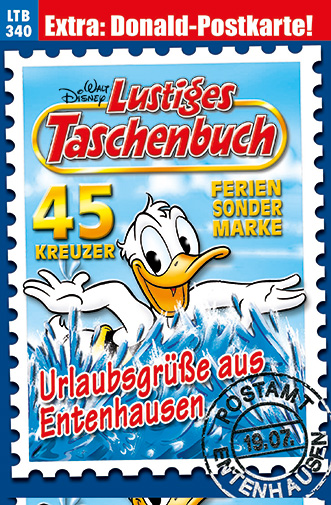 LTB
340
Extra: Donald-Postkarte!
WALT
DISNEY
Lustiges
Taschenbuch
45
KREUZER
FERIEN
SONDER
MARKE
Urlaubsgrüße aus
Entenhausen
POSTAMT
19.07.
ENTENHAUSEN